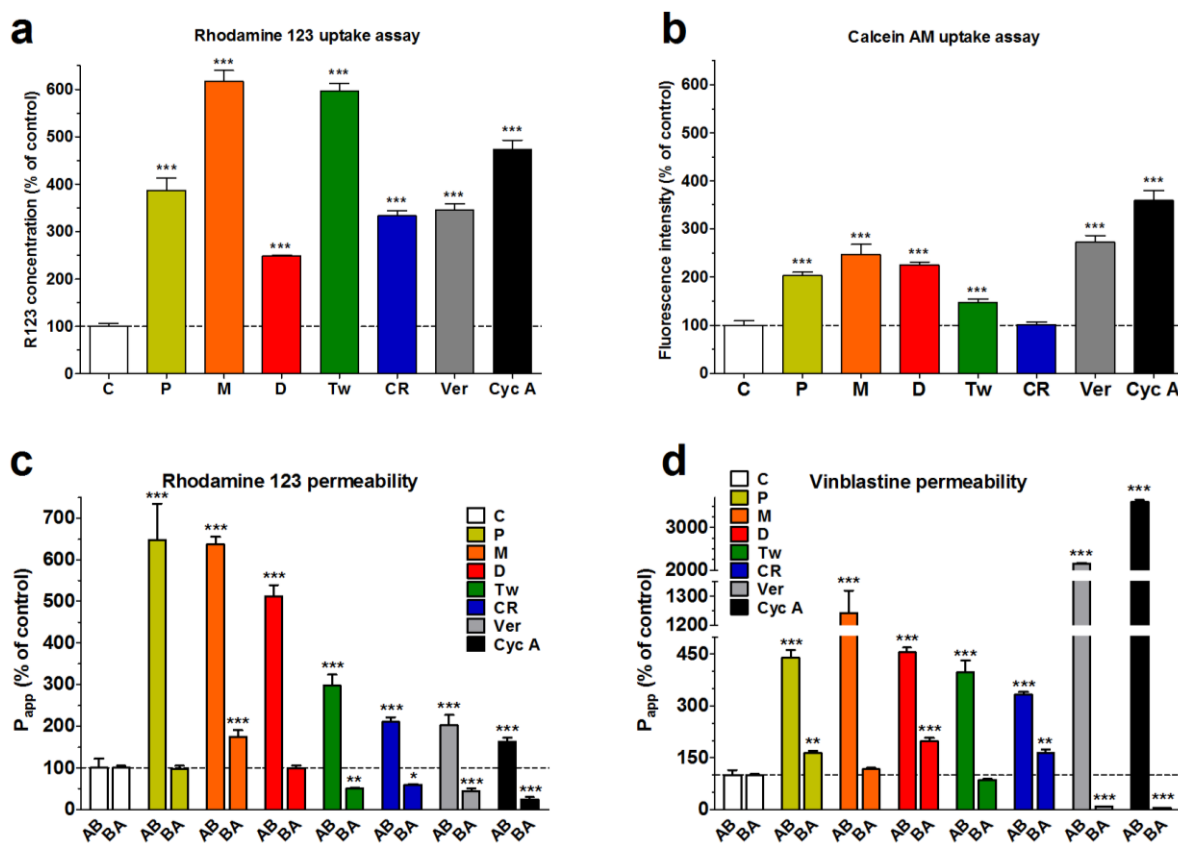 a
Rhodamine 123 uptake assay
R123 concentration (% of control)
600
500
400
300
200
100
0
***
***
***
***
***
***
***
C P M D Tw CR Ver Cyc A
b
Calcein AM uptake assay
Fluorescence intensity (% of control)
600
500
400
300
200
100
0
***
***
***
***
***
***
C P M D Tw CR Ver Cyc A
c
Rhodamine 123 permeability
Papp (% of control)
700
600
500
400
300
200
100
0
***
***
***
***
***
**
***
*
***
***
***
***
C
P
M
D
Tw
CR
Ver
Cyc A
AB BA AB BA AB BA AB BA AB BA AB BA AB BA AB BA
d
Vinblastine permeability
Papp (% of control)
3000
2000
1300
1200
450
300
150
0
***
**
***
***
***
***
***
**
***
***
***
***
C
P
M
D
Tw
CR
Ver
Cyc A
AB BA AB BA AB BA AB BA AB BA AB BA AB BA AB BA